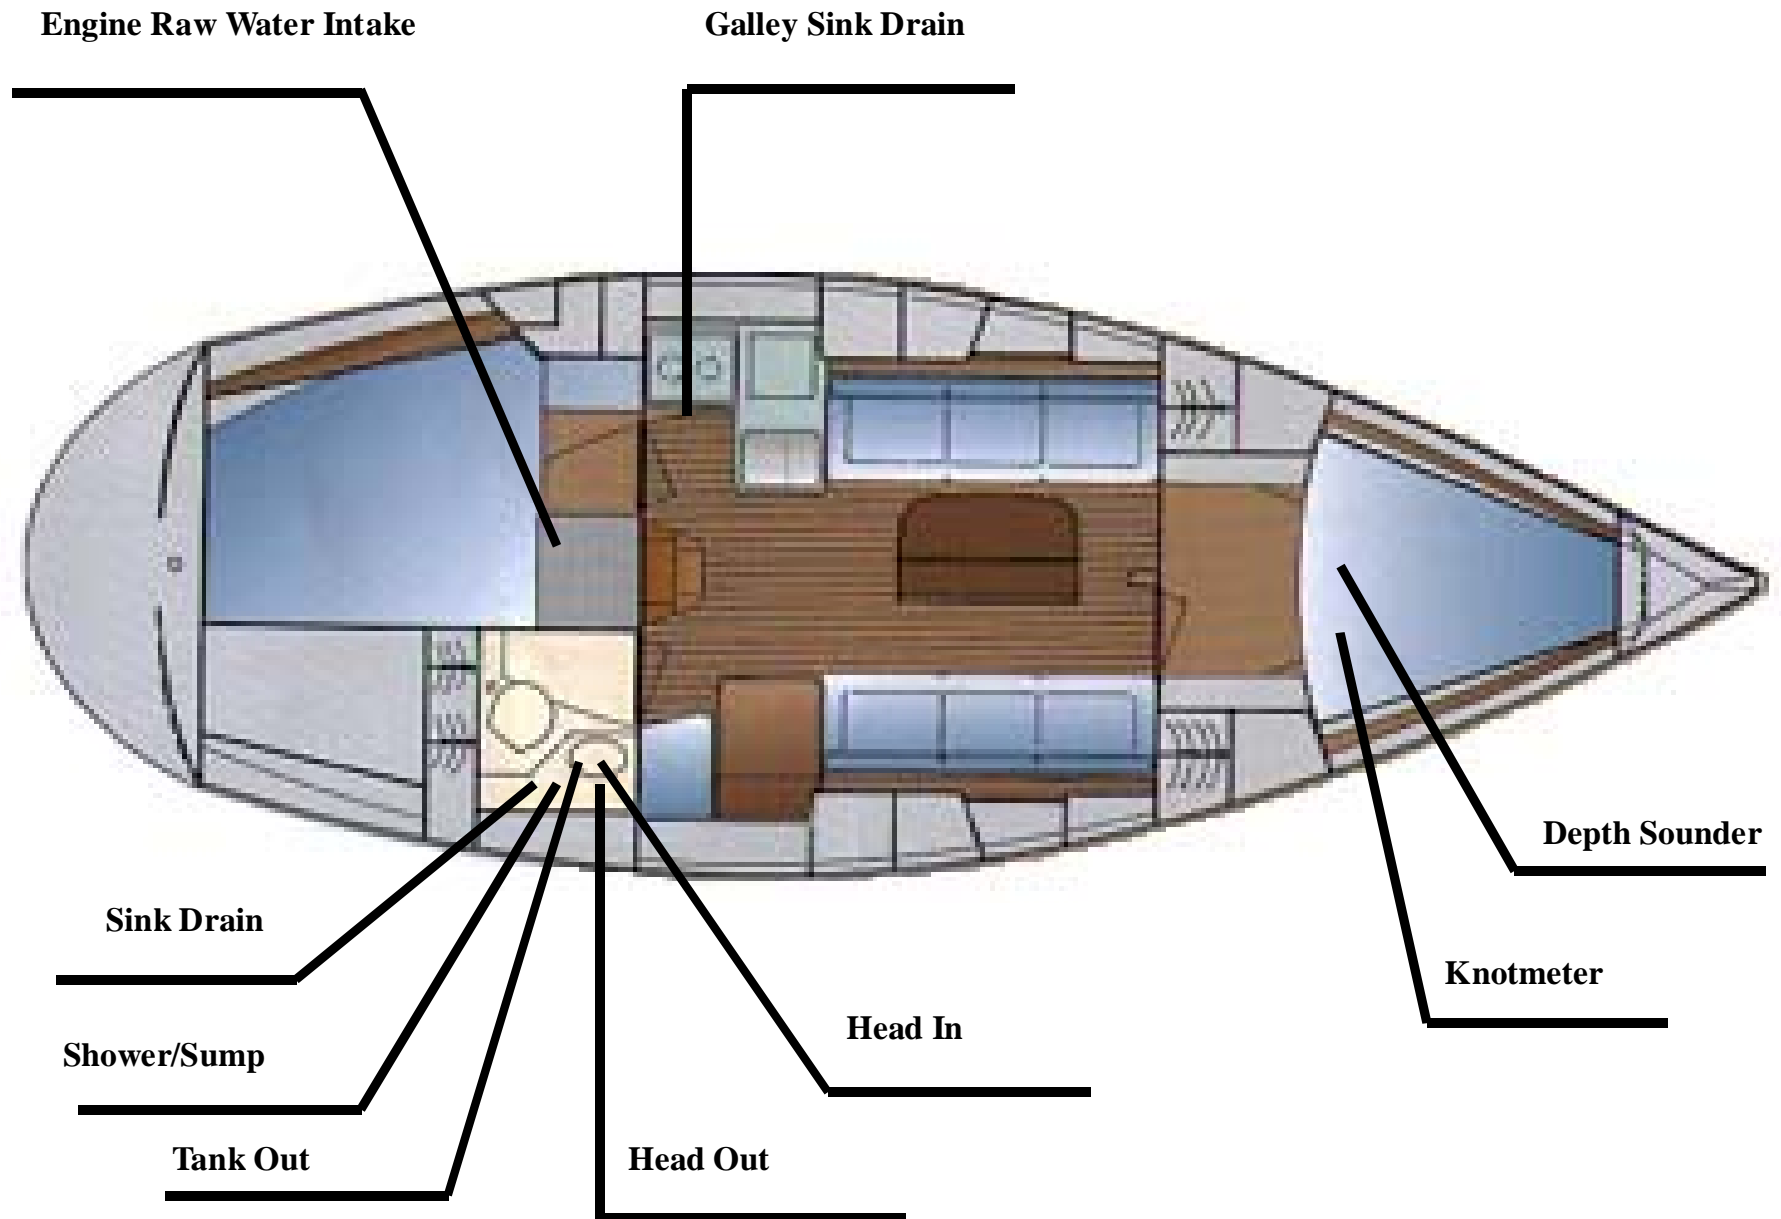 Engine Raw Water Intake
Galley Sink Drain
Depth Sounder
Sink Drain
Knotmeter
Head In
Shower/Sump
Tank Out
Head Out